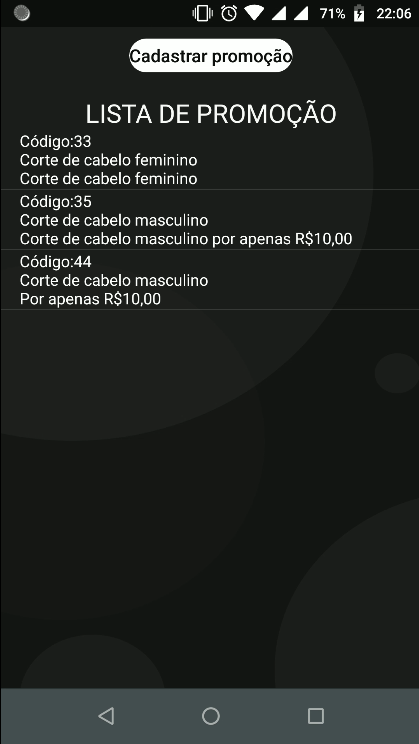 71% 22:06
Cadastrar promoção
LISTA DE PROMOÇÃO
Código:33
Corte de cabelo feminino
Corte de cabelo feminino
Código:35
Corte de cabelo masculino
Corte de cabelo masculino por apenas R$10,00
Código:44
Corte de cabelo masculino
Por apenas R$10,00